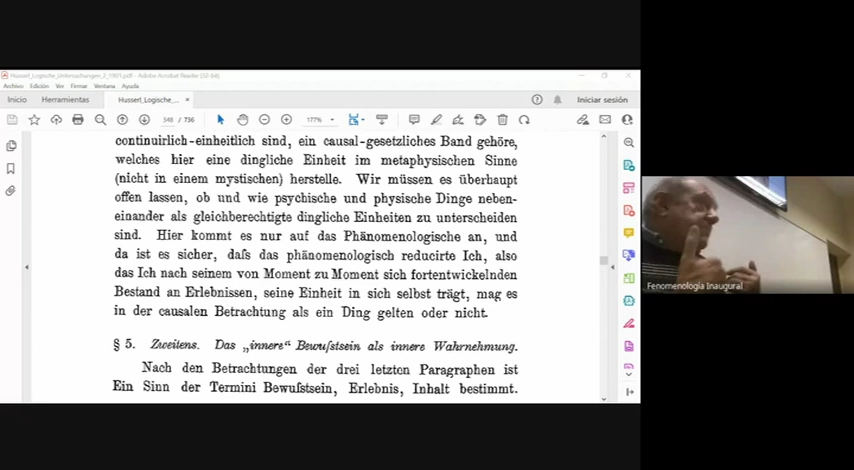 Husserl_Logische_Untersuchungen_2_1901.pdf - Adobe Acrobat Reader (32-bit)
Archivo Edición Ver Firmar Ventana Ayuda
Inicio Herramientas Husserl_Logische_... × Iniciar sesión
348 / 736 177%
continuirlich-einheitlich sind, ein causal-gesetzliches Band gehöre,
welches hier eine dingliche Einheit im metaphysischen Sinne
(nicht in einem mystischen) herstelle. Wir müssen es überhaupt
offen lassen, ob und wie psychische und physische Dinge neben-
einander als gleichberechtigte dingliche Einheiten zu unterscheiden
sind. Hier kommt es nur auf das Phänomenologische an, und
da ist es sicher, daſs das phänomenologisch reducirte Ich, also
das Ich nach seinem von Moment zu Moment sich fortentwickelnden
Bestand an Erlebnissen, seine Einheit in sich selbst trägt, mag es
in der causalen Betrachtung als ein Ding gelten oder nicht.
§ 5. Zweitens. Das „innere" Bewuſstsein als innere Wahrnehmung.
Nach den Betrachtungen der drei letzten Paragraphen ist
Ein Sinn der Termini Bewuſstsein, Erlebnis, Inhalt bestimmt.
Fenomenología Inaugural